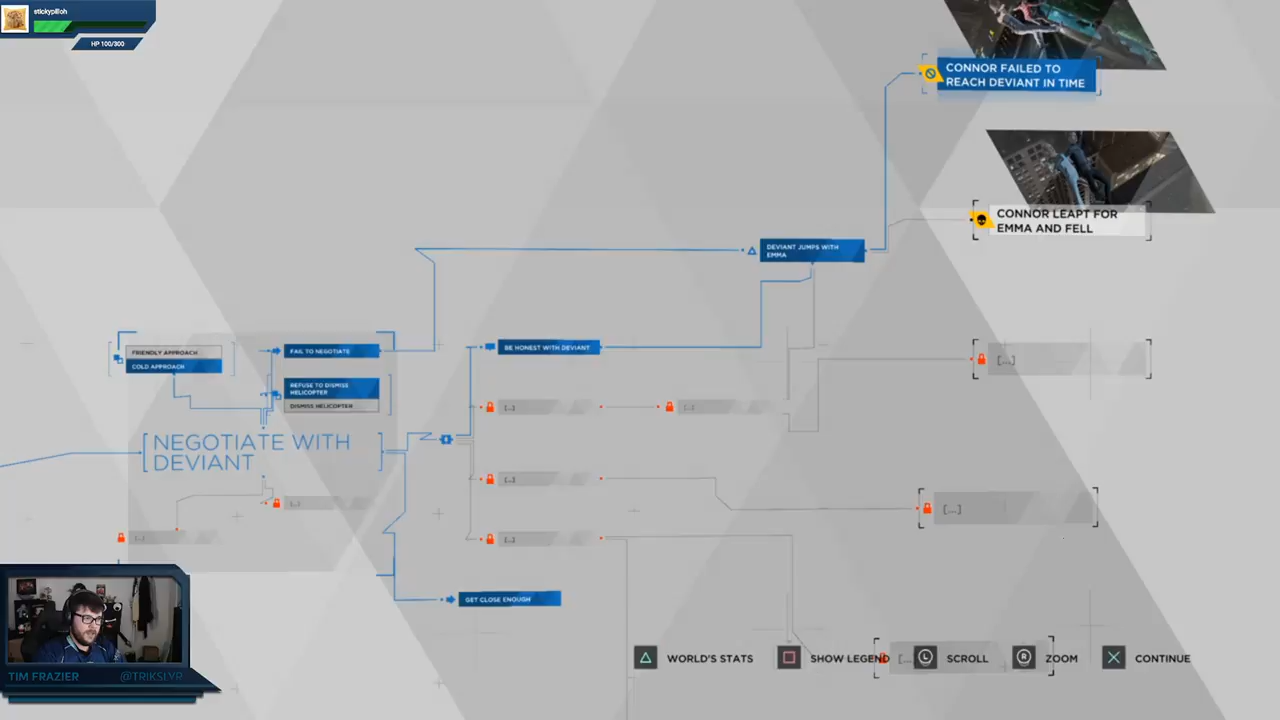 stickypilloh
HP 100/300
CONNOR FAILED TO
REACH DEVIANT IN TIME
CONNOR LEAPT FOR
EMMA AND FELL
DEVIANT JUMPS WITH
EMMA
FRIENDLY APPROACH
COLD APPROACH
FAIL TO NEGOTIATE
BE HONEST WITH DEVIANT
[...]
REFUSE TO DISMISS
HELICOPTER
DISMISS HELICOPTER
[...]
[...]
NEGOTIATE WITH
DEVIANT
[...]
[...]
[...]
[...]
[...]
GET CLOSE ENOUGH
WORLD'S STATS
SHOW LEGEND
[...]
L
SCROLL
R
ZOOM
CONTINUE
TIM FRAZIER
@TRIKSLVR